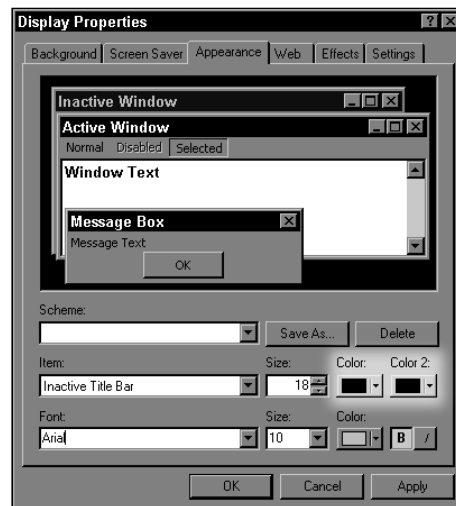 Display Properties
Background Screen Saver Appearance Web Effects Settings
Inactive Window
Active Window
Normal Disabled Selected
Window Text
Message Box
Message Text
OK
Scheme:
Save As... Delete
Item: Size: Color: Color 2:
Inactive Title Bar 18
Font: Size: Color:
Arial 10 B /
OK Cancel Apply